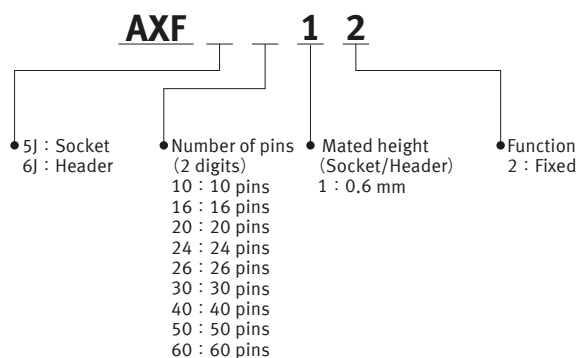 AXF 1 2
5J：Socket
6J：Header
Number of pins
(2 digits)
10：10 pins
16：16 pins
20：20 pins
24：24 pins
26：26 pins
30：30 pins
40：40 pins
50：50 pins
60：60 pins
Mated height
(Socket/Header)
1：0.6 mm
Function
2：Fixed